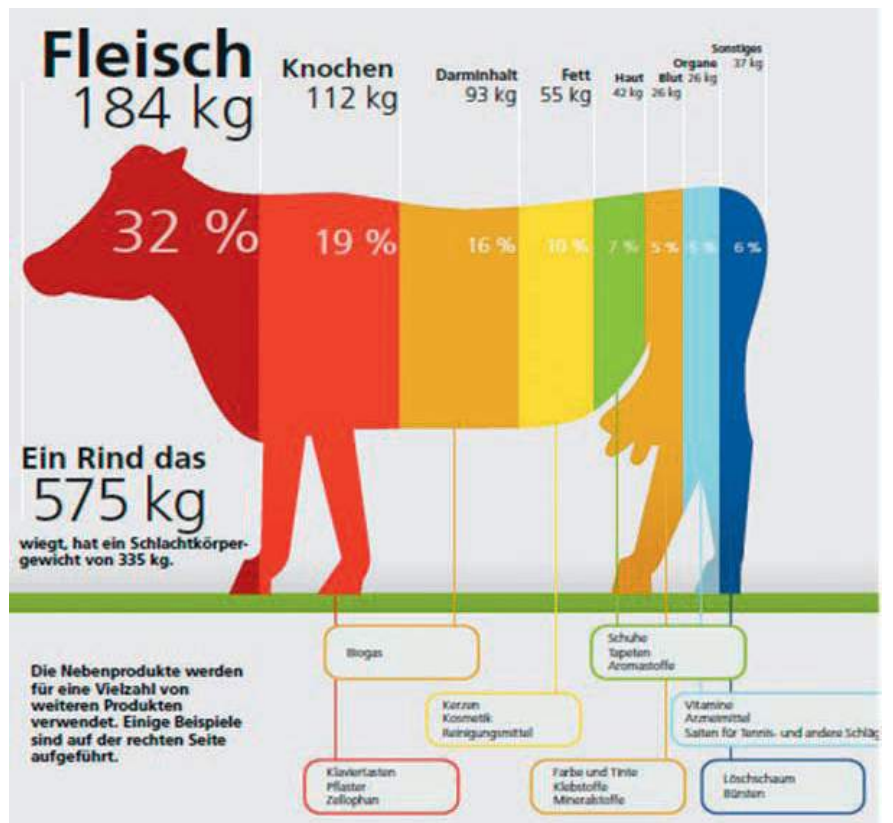 Fleisch
184 kg
Knochen
112 kg
Darminhalt
93 kg
Fett
55 kg
Haut
42 kg
Blut
26 kg
Organe
26 kg
Sonstiges
37 kg
32 %
19 %
16 %
10 %
7 %
5 %
5 %
6 %
Ein Rind das
575 kg
wiegt, hat ein Schlachtkörper-
gewicht von 335 kg.
Die Nebenprodukte werden
für eine Vielzahl von
weiteren Produkten
verwendet. Einige Beispiele
sind auf der rechten Seite
aufgeführt.
Biogas
Schuhe
Tapeten
Aromastoffe
Kerzen
Kosmetik
Reinigungsmittel
Vitamine
Arzneimittel
Saiten für Tennis- und andere Schläg
Klaviertasten
Pflaster
Zellophan
Farbe und Tinte
Klebstoffe
Mineralstoffe
Löschschaum
Bürsten